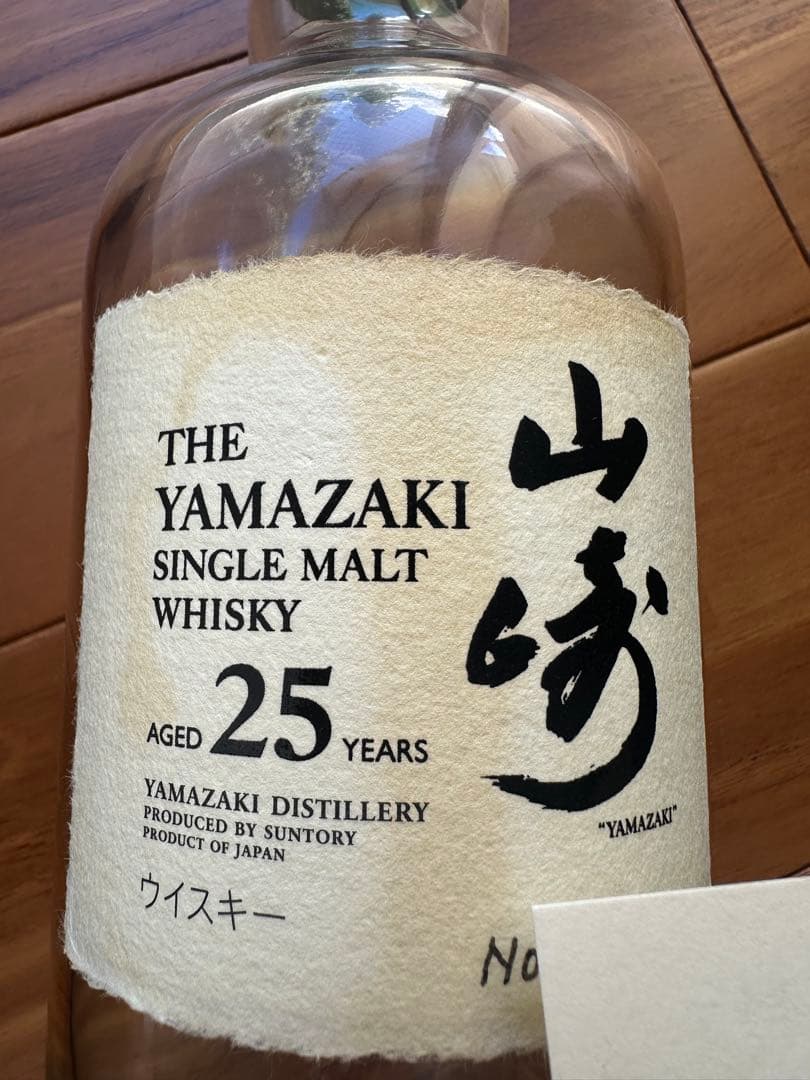 THE
YAMAZAKI
SINGLE MALT
WHISKY
AGED 25 YEARS
YAMAZAKI DISTILLERY
PRODUCED BY SUNTORY
PRODUCT OF JAPAN
ウイスキー
山崎
"YAMAZAKI"
No